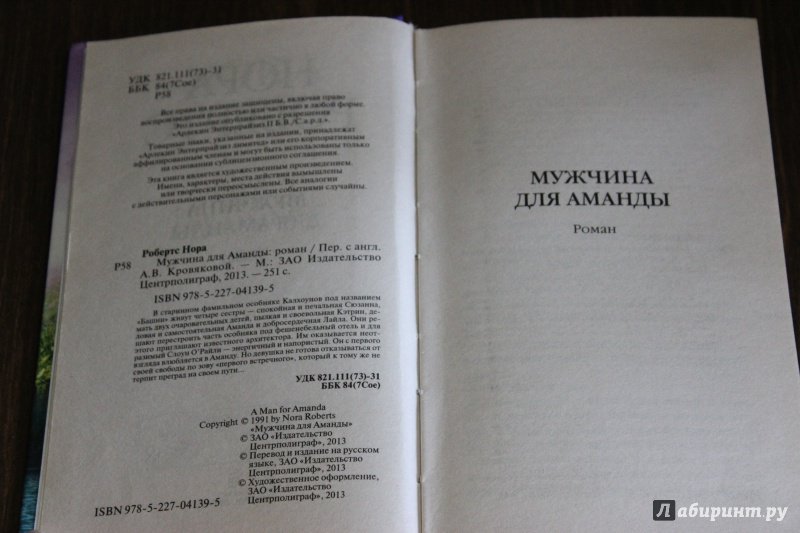 УДК 821.111(73)-31
ББК 84(7Сое)
Р58
Все права на издание защищены, включая право
воспроизведения полностью или частично в любой форме.
Это издание опубликовано с разрешения
«Арлекин Энтерпрайзиз II Б.В./С.а.р.л».
Товарные знаки, указанные на издании, принадлежат
«Арлекин Энтерпрайзиз лимитед» или его корпоративным
аффилированным членам и могут быть использованы только
на основании сублицензионного соглашения.
Эта книга является художественным произведением.
Имена, характеры, места действия вымышлены
или творчески переосмыслены. Все аналогии
с действительными персонажами или событиями случайны.
Робертс Нора
Р58 Мужчина для Аманды: роман / Пер. с англ.
А.В. Кровяковой. — М.: ЗАО Издательство
Центрполиграф, 2013. — 251 с.
ISBN 978-5-227-04139-5
В старинном фамильном особняке Калхоунов под названием
«Башни» живут четыре сестры — спокойная и печальная Сюзанна,
мать двух очаровательных детей, пылкая и своевольная Кэтрин, де-
ловая и самостоятельная Аманда и добросердечная Лайла. Они ре-
шают перестроить часть особняка под фешенебельный отель и для
этого приглашают известного архитектора. Им оказывается неот-
разимый Слоун О'Райли — энергичный и напористый. Он с первого
взгляда влюбляется в Аманду. Но девушка не готова отказываться от
своей свободы по зову «первого встречного», который к тому же не
терпит преград на своем пути...
УДК 821.111(73)-31
ББК 84(7Сое)
A Man for Amanda
Copyright © 1991 by Nora Roberts
«Мужчина для Аманды»
© ЗАО «Издательство
Центрполиграф», 2013
© Перевод и издание на русском
языке, ЗАО «Издательство
Центрполиграф», 2013
© Художественное оформление,
ЗАО «Издательство
Центрполиграф», 2013
ISBN 978-5-227-04139-5
МУЖЧИНА
ДЛЯ АМАНДЫ
Роман
Лабиринт.ру